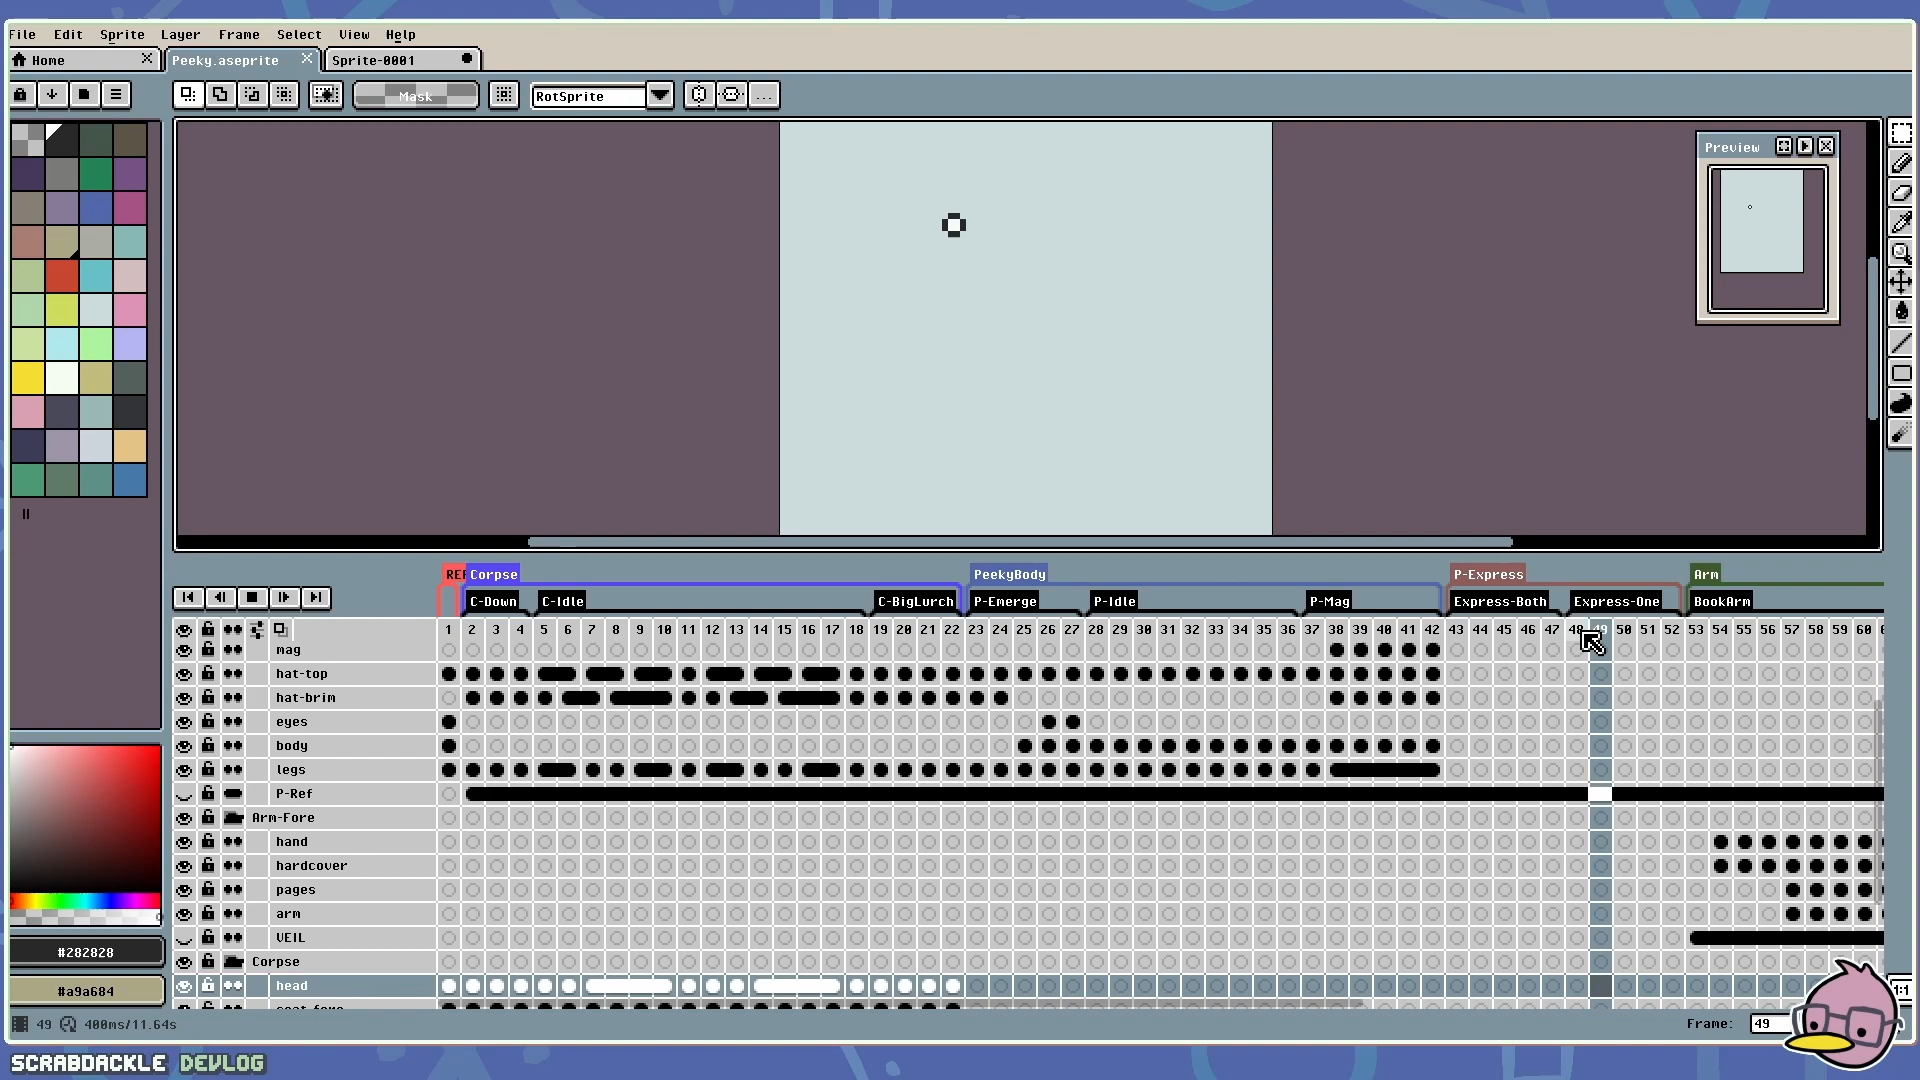 File Edit Sprite Layer Frame Select View Help
Home Peeky.aseprite Sprite-0001
Mask RotSprite ...
Preview
REF Corpse PeekyBody P-Express Arm
C-Down C-Idle C-BigLurch P-Emerge P-Idle P-Mag Express-Both Express-One BookArm
1 2 3 4 5 6 7 8 9 10 11 12 13 14 15 16 17 18 19 20 21 22 23 24 25 26 27 28 29 30 31 32 33 34 35 36 37 38 39 40 41 42 43 44 45 46 47 48 49 50 51 52 53 54 55 56 57 58 59 60
mag
hat-top
hat-brim
eyes
body
legs
P-Ref
Arm-Fore
hand
hardcover
pages
arm
VEIL
Corpse
head
#282828
#a9a684
1:1
49 400ms/11.64s
Frame: 49
SCRABDACKLE DEVLOG